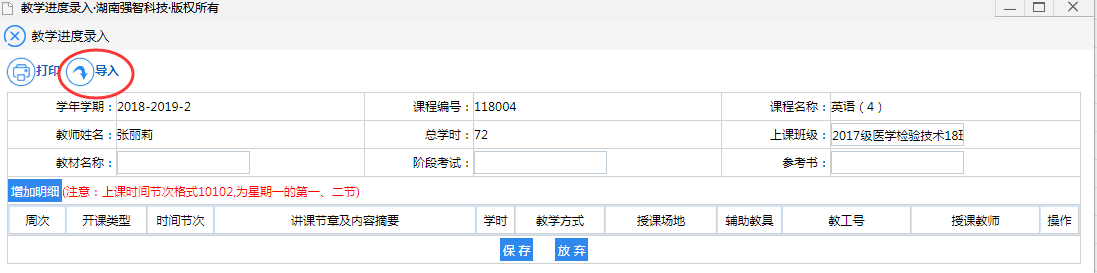 教学进度录入·湖南强智科技·版权所有
教学进度录入
打印 导入
学年学期：2018-2019-2 课程编号：118004 课程名称：英语（4）
教师姓名：张丽莉 总学时：72 上课班级：2017级医学检验技术18班
教材名称： 阶段考试： 参考书：
增加明细(注意：上课时间节次格式10102,为星期一的第一、二节)
周次 开课类型 时间节次 讲课节章及内容摘要 学时 教学方式 授课场地 辅助教具 教工号 授课教师 操作
保存 放弃